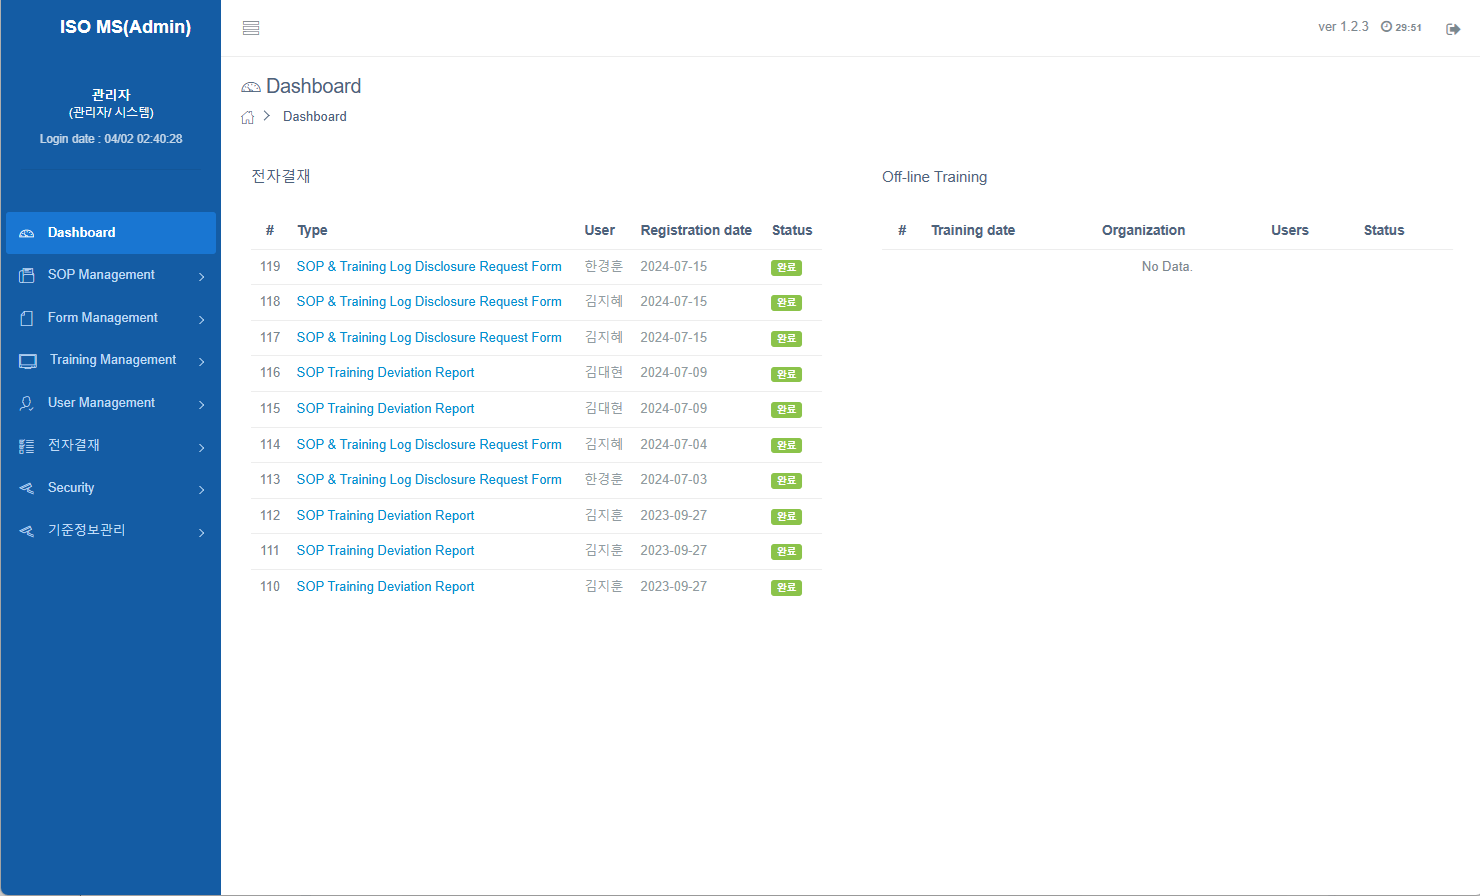 ISO MS(Admin)
ver 1.2.3 29:51
관리자
(관리자/ 시스템)
Login date : 04/02 02:40:28
Dashboard
SOP Management
Form Management
Training Management
User Management
전자결재
Security
기준정보관리
Dashboard
Dashboard
전자결재
# Type User Registration date Status
119 SOP & Training Log Disclosure Request Form 한경훈 2024-07-15 완료
118 SOP & Training Log Disclosure Request Form 김지혜 2024-07-15 완료
117 SOP & Training Log Disclosure Request Form 김지혜 2024-07-15 완료
116 SOP Training Deviation Report 김대현 2024-07-09 완료
115 SOP Training Deviation Report 김대현 2024-07-09 완료
114 SOP & Training Log Disclosure Request Form 김지혜 2024-07-04 완료
113 SOP & Training Log Disclosure Request Form 한경훈 2024-07-03 완료
112 SOP Training Deviation Report 김지훈 2023-09-27 완료
111 SOP Training Deviation Report 김지훈 2023-09-27 완료
110 SOP Training Deviation Report 김지훈 2023-09-27 완료
Off-line Training
# Training date Organization Users Status
No Data.